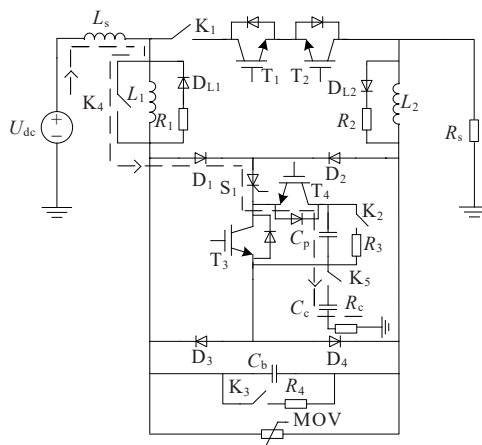 Ls
K1
T1
T2
DL1
DL2
K4
L1
L2
R1
R2
Udc
Rs
D1
D2
S1
T4
K2
Cp
R3
T3
K5
Cc
Rc
D3
D4
Cb
K3
R4
MOV